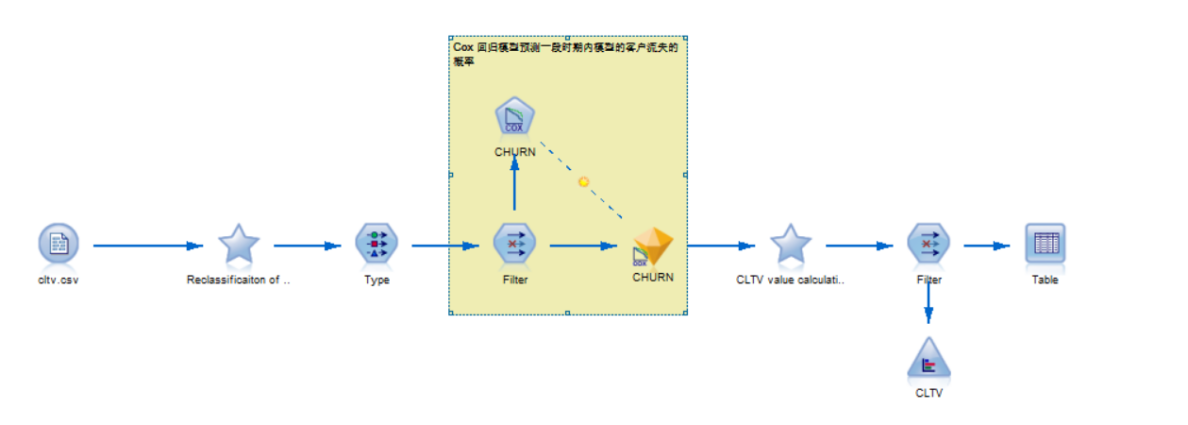 Cox 回归模型预测一段时期内模型的客户流失的
概率
COX
CHURN
cltv.csv
Reclassificaiton of ..
Type
Filter
COX
CHURN
CLTV value calculati..
Filter
Table
CLTV